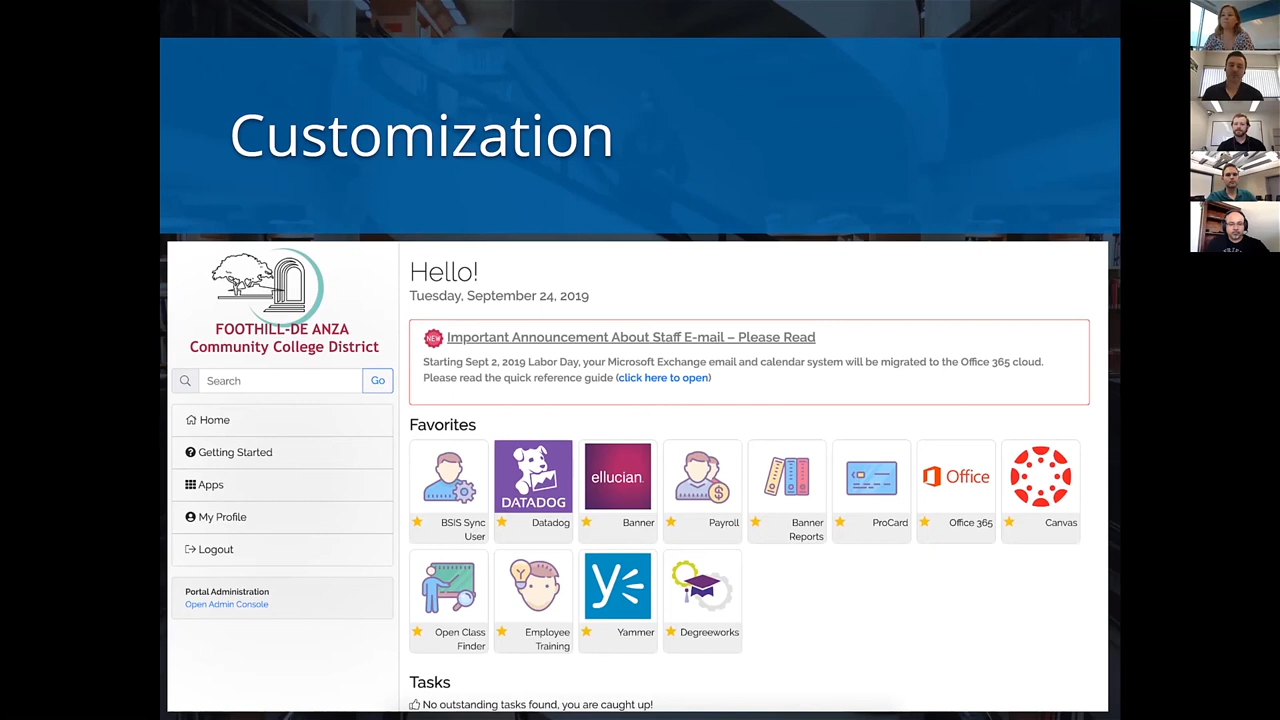 Customization
FOOTHILL-DE ANZA
Community College District
Search
Go
Home
Getting Started
Apps
My Profile
Logout
Portal Administration
Open Admin Console
Hello!
Tuesday, September 24, 2019
NEW Important Announcement About Staff E-mail – Please Read
Starting Sept 2, 2019 Labor Day, your Microsoft Exchange email and calendar system will be migrated to the Office 365 cloud.
Please read the quick reference guide (click here to open)
Favorites
BSIS Sync
User
DATADOG
Datadog
ellucian.
Banner
Payroll
Banner
Reports
ProCard
Office
Office 365
Canvas
Open Class
Finder
Employee
Training
Yammer
Degreeworks
Tasks
No outstanding tasks found, you are caught up!